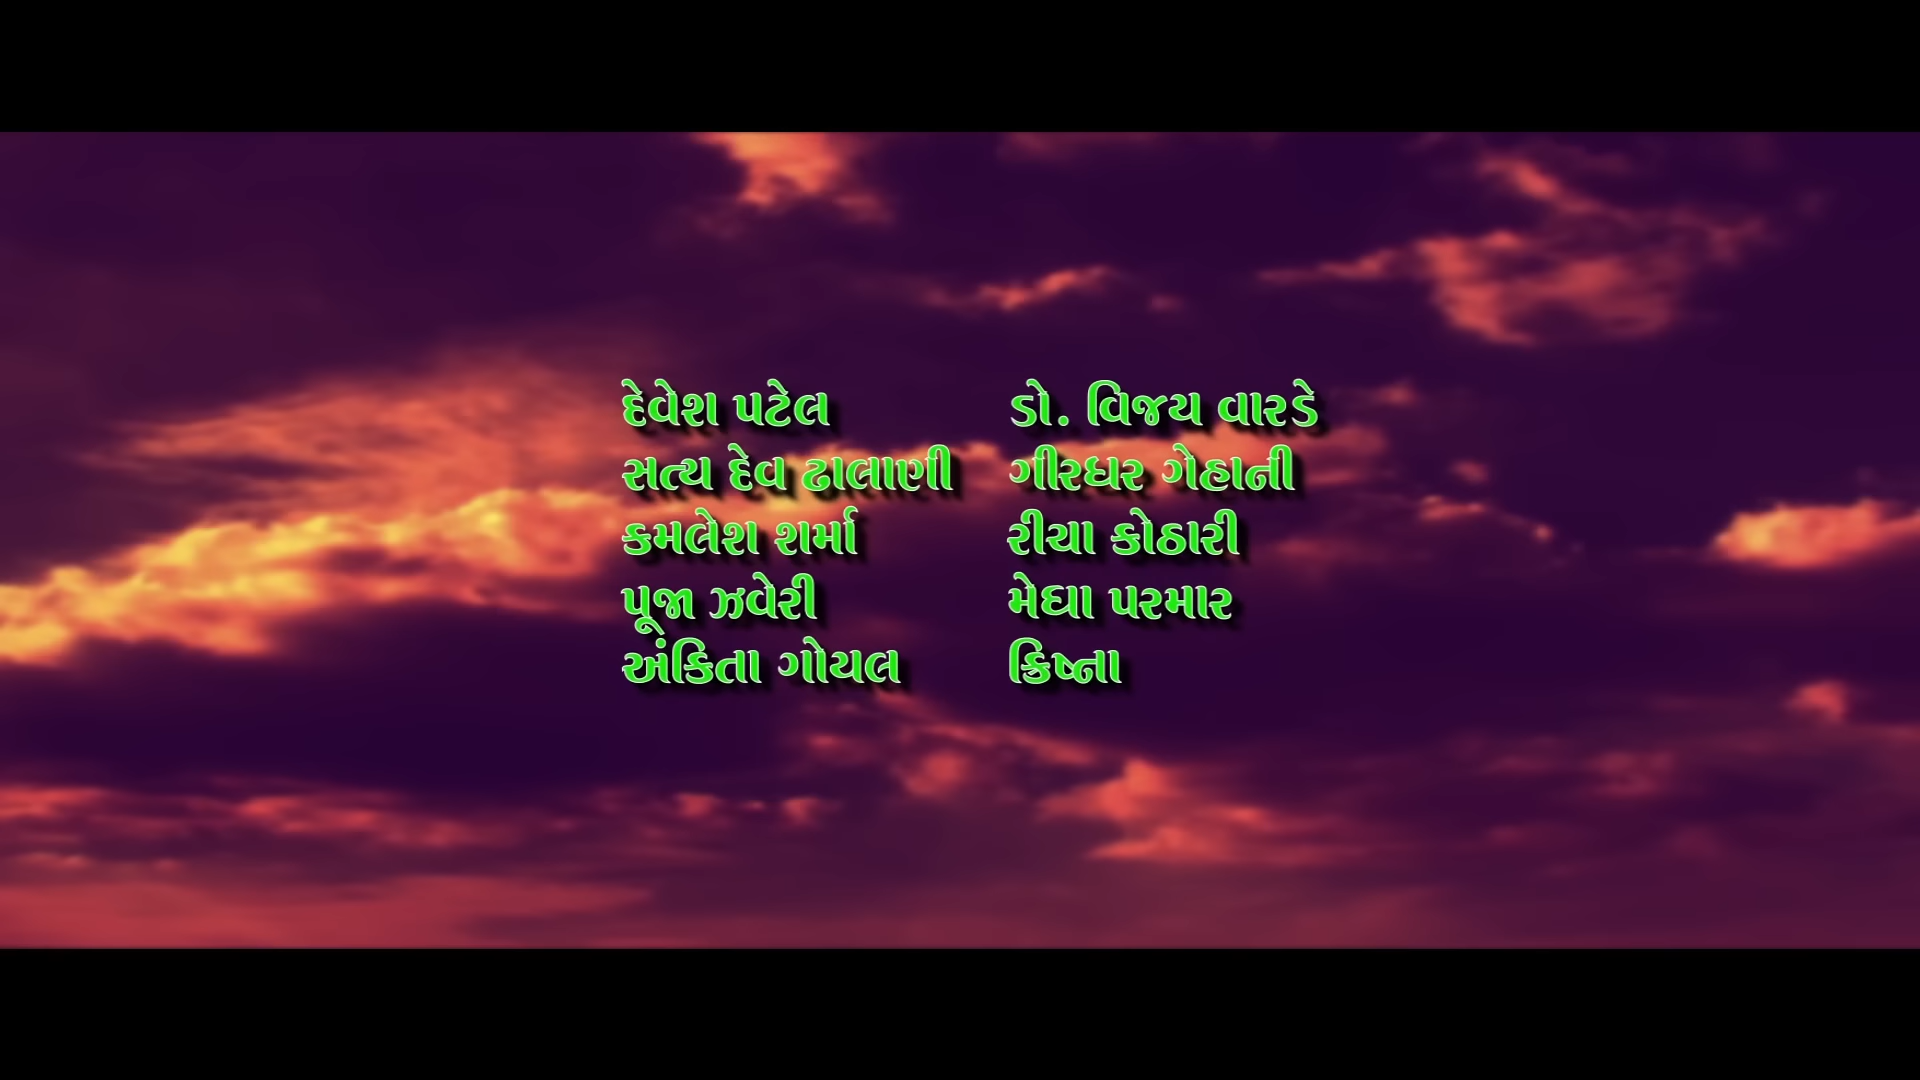 દેવેશ પટેલ
સત્ય દેવ ઢાલાણી
કમલેશ શર્મા
પૂજા ઝવેરી
અંકિતા ગોયલ
ડો. વિજય વારડે
ગીરધર ગેહાની
રીચા કોઠારી
મેઘા પરમાર
ક્રિષ્ના